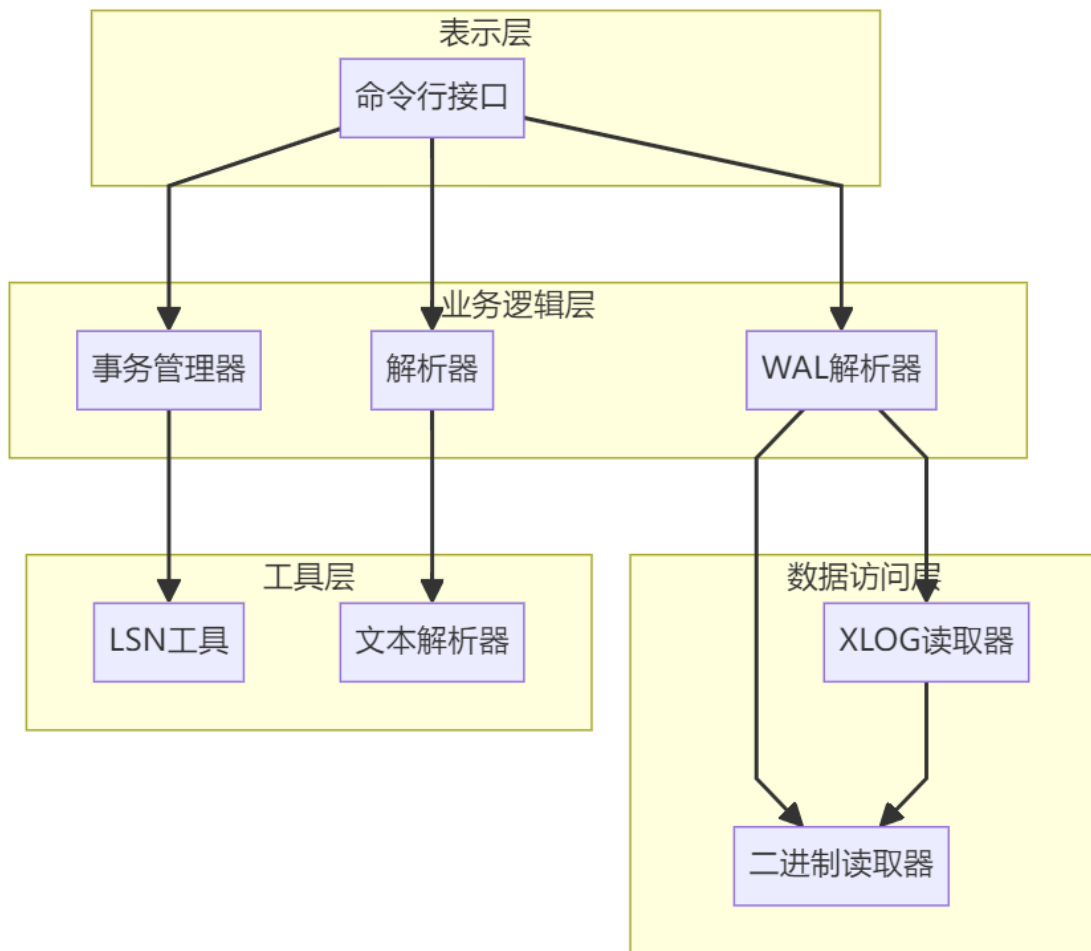 表示层
命令行接口
业务逻辑层
事务管理器
解析器
WAL解析器
工具层
数据访问层
LSN工具
文本解析器
XLOG读取器
二进制读取器